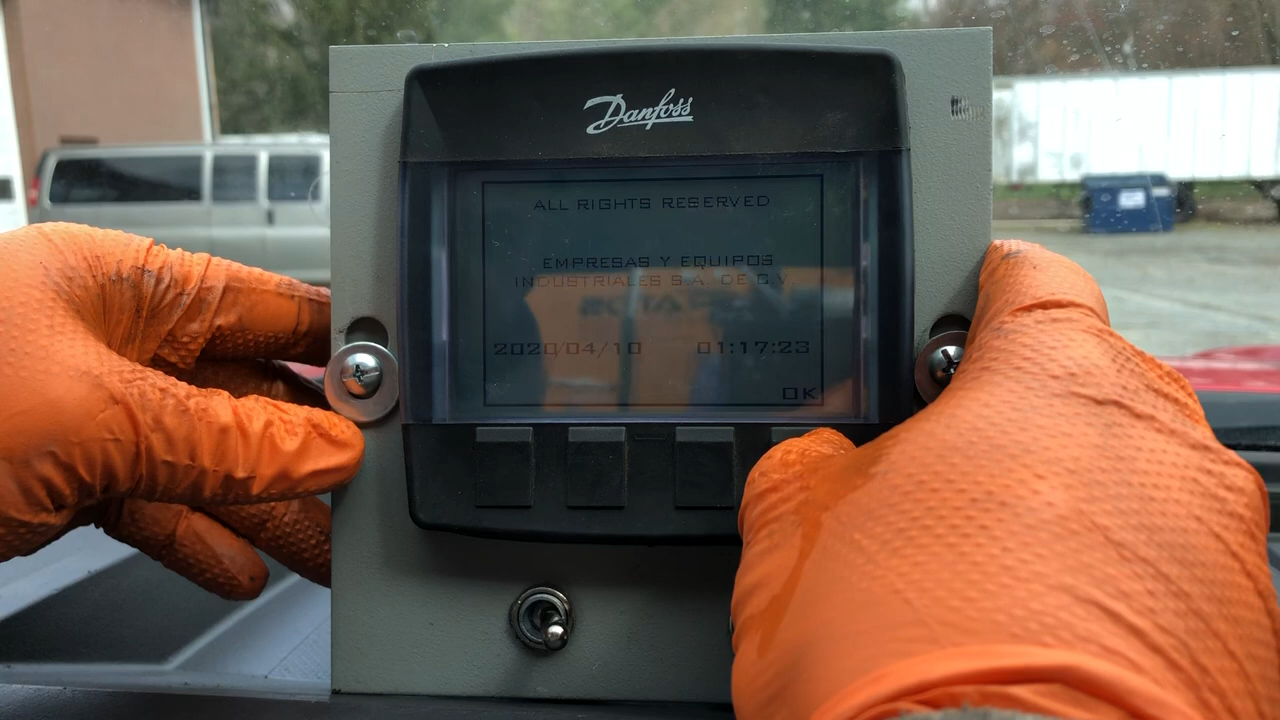 Danfoss
ALL RIGHTS RESERVED
EMPRESAS Y EQUIPOS
INDUSTRIALES S.A. DE C.V.
2020/04/10 01:17:23
OK